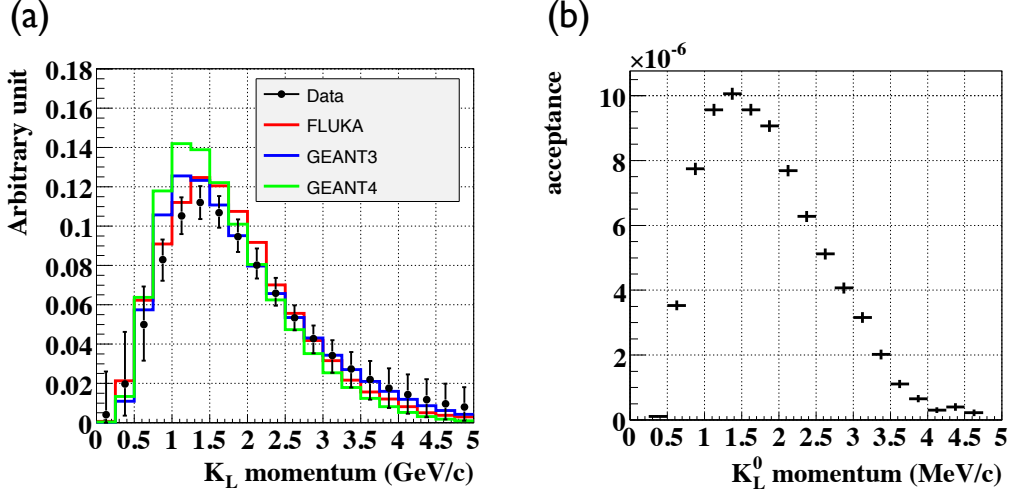 (a)
Arbitrary unit
0.18
0.16
0.14
0.12
0.1
0.08
0.06
0.04
0.02
0
Data
FLUKA
GEANT3
GEANT4
0 0.5 1 1.5 2 2.5 3 3.5 4 4.5 5
K_L momentum (GeV/c)
(b)
×10⁻⁶
acceptance
10
8
6
4
2
0
0 0.5 1 1.5 2 2.5 3 3.5 4 4.5 5
K⁰_L momentum (MeV/c)